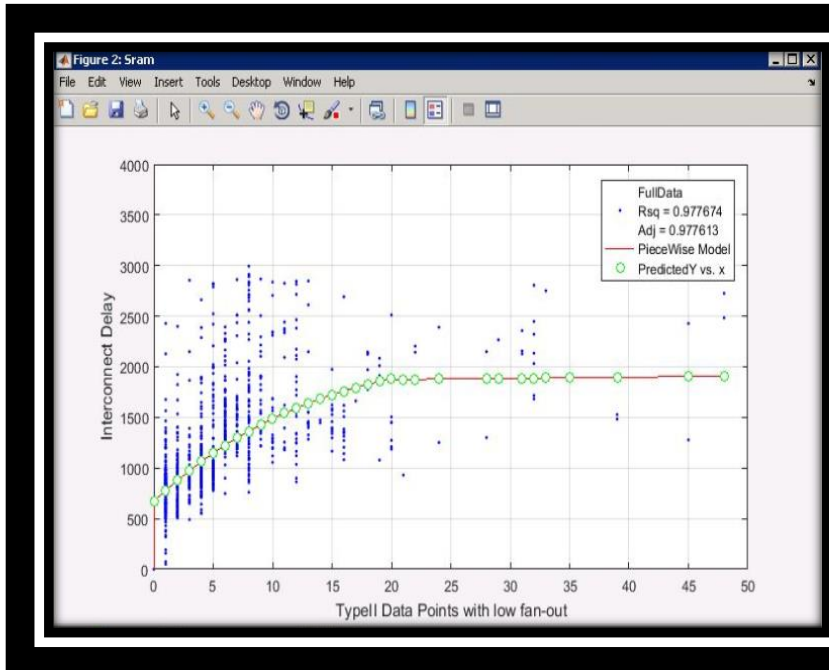 Figure 2: Sram
File Edit View Insert Tools Desktop Window Help
4000
3500
3000
2500
2000
1500
1000
500
0
Interconnect Delay
FullData
Rsq = 0.977674
Adj = 0.977613
PieceWise Model
PredictedY vs. x
0 5 10 15 20 25 30 35 40 45 50
TypeII Data Points with low fan-out